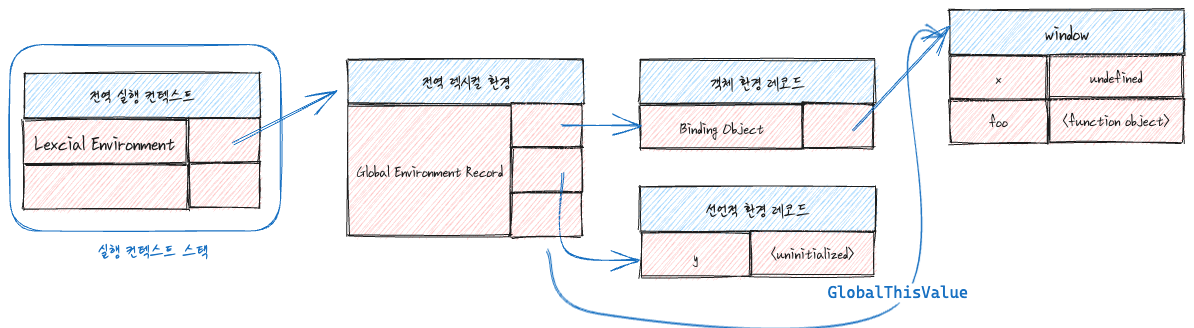 전역 실행 컨텍스트
Lexcial Environment
실행 컨텍스트 스택
전역 렉시컬 환경
Global Environment Record
객체 환경 레코드
Binding Object
선언적 환경 레코드
y <uninitialized>
GlobalThisValue
window
x undefined
foo <function object>